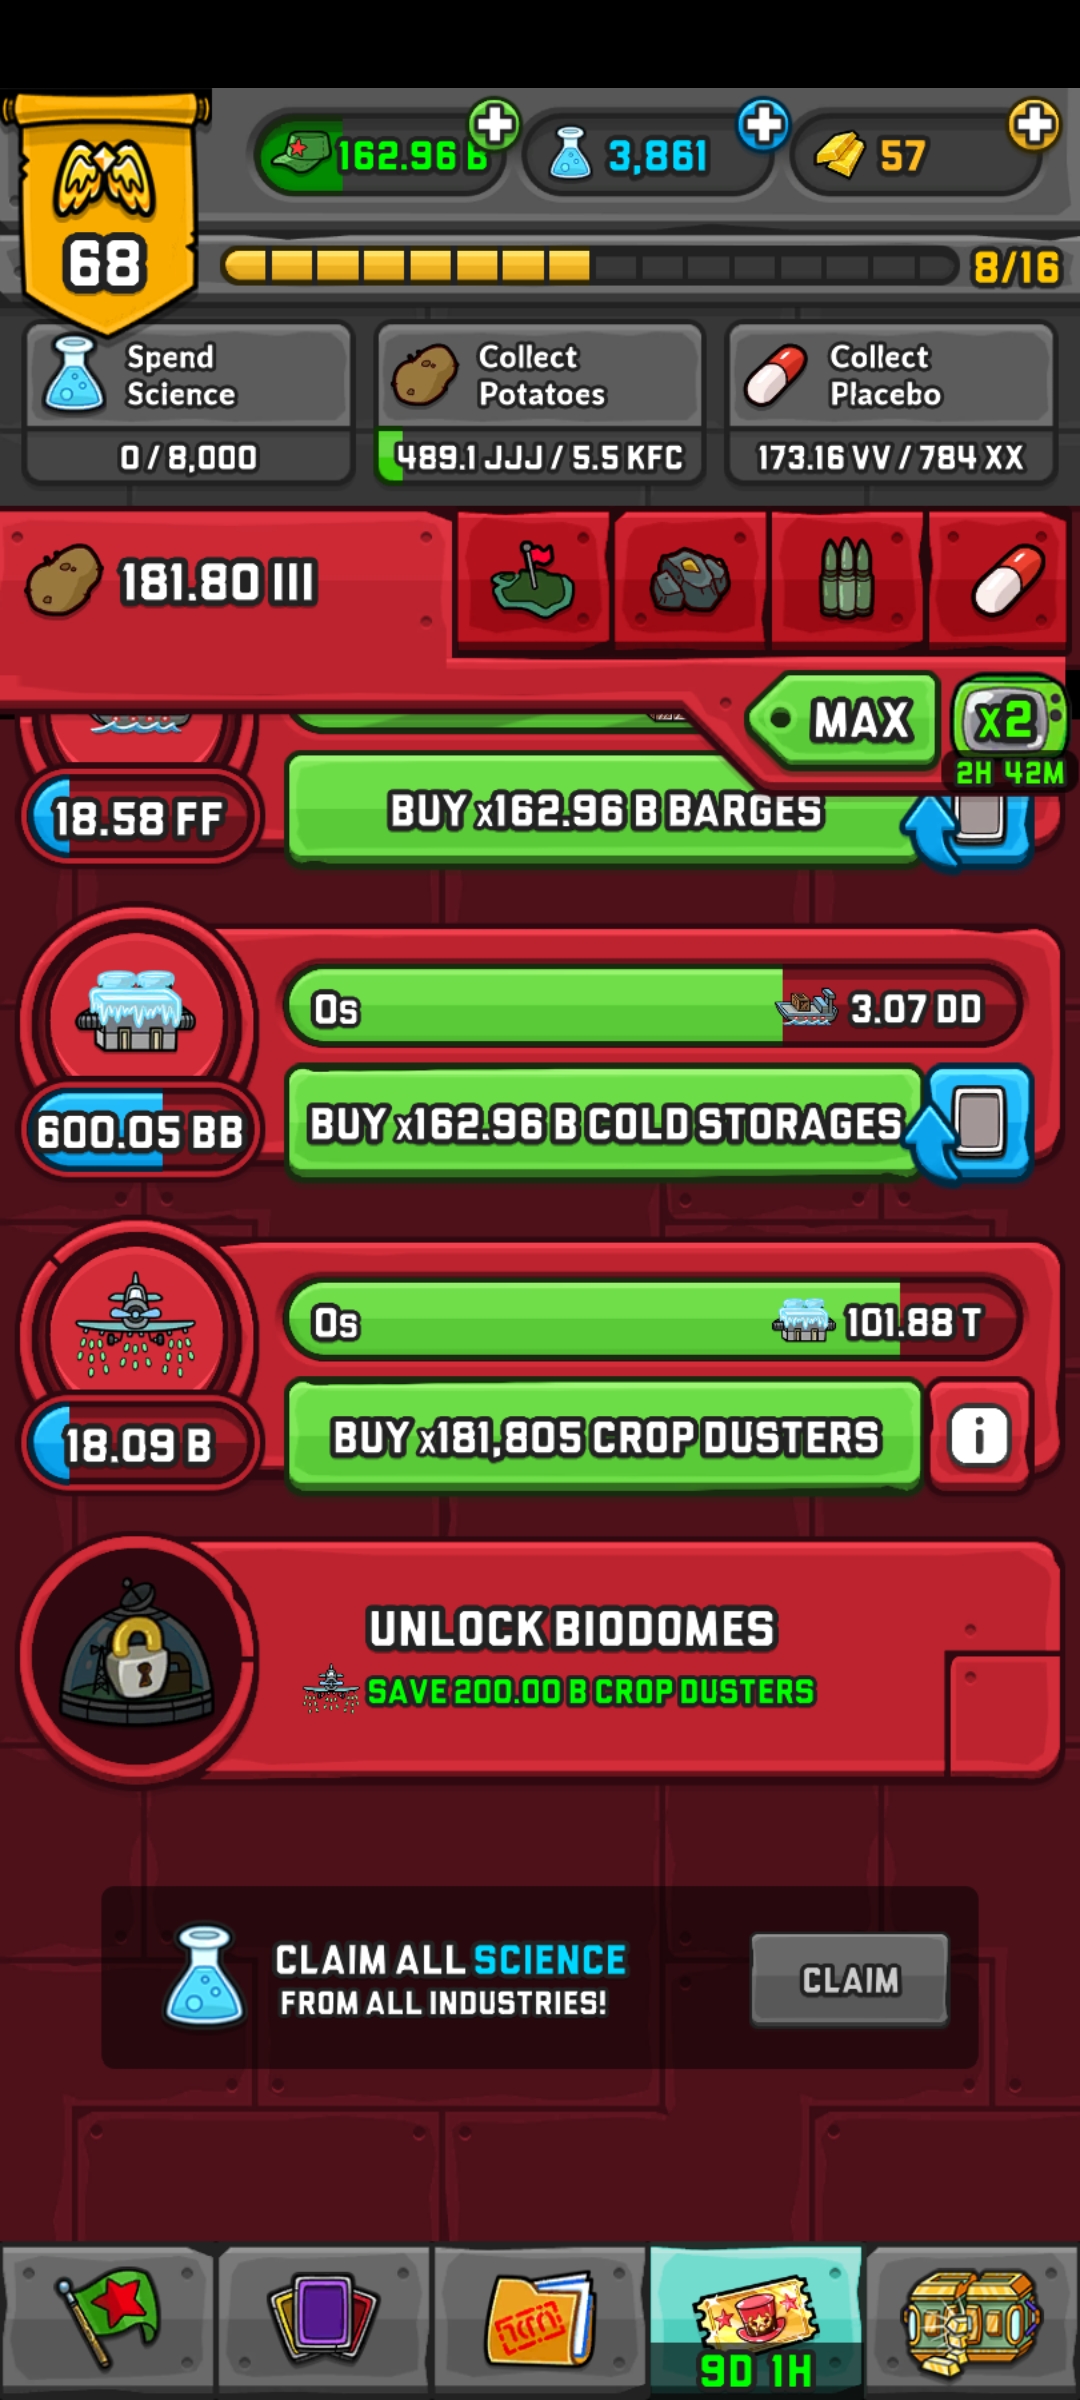 162.96 B
3,861
57
68
8/16
Spend
Science
0 / 8,000
Collect
Potatoes
489.1 JJJ / 5.5 KFC
Collect
Placebo
173.16 VV / 784 XX
181.80 III
MAX
x2
2H 42M
18.58 FF
BUY x162.96 B BARGES
0s
3.07 DD
600.05 BB
BUY x162.96 B COLD STORAGES
0s
101.88 T
18.09 B
BUY x181,805 CROP DUSTERS
i
UNLOCK BIODOMES
SAVE 200.00 B CROP DUSTERS
CLAIM ALL SCIENCE
FROM ALL INDUSTRIES!
CLAIM
9D 1H